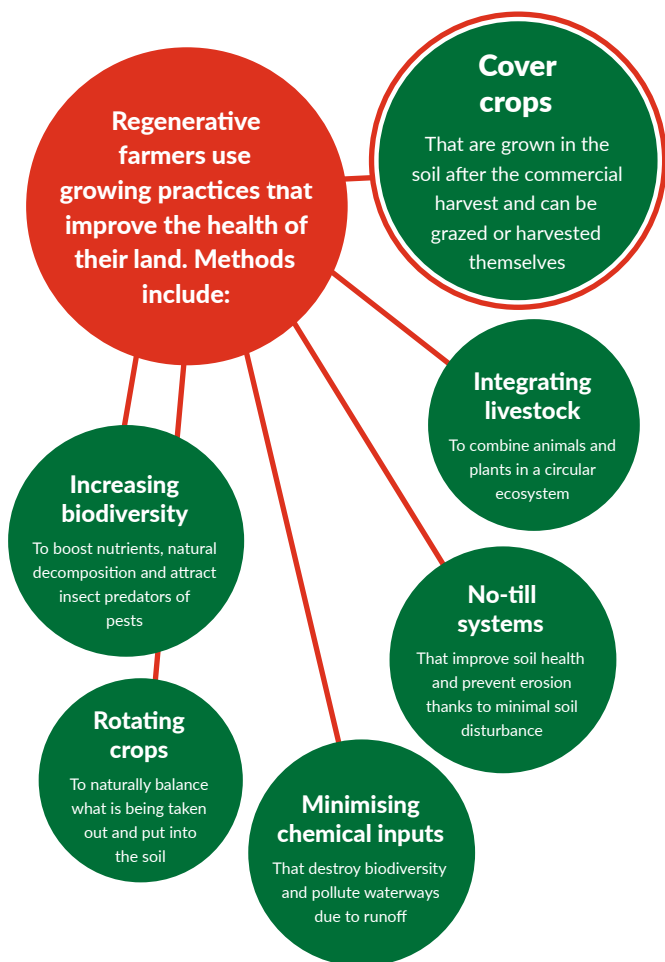 Regenerative
farmers use
growing practices that
improve the health of
their land. Methods
include:
Cover
crops
That are grown in the
soil after the commercial
harvest and can be
grazed or harvested
themselves
Integrating
livestock
To combine animals and
plants in a circular
ecosystem
No-till
systems
That improve soil health
and prevent erosion
thanks to minimal soil
disturbance
Minimising
chemical inputs
That destroy biodiversity
and pollute waterways
due to runoff
Increasing
biodiversity
To boost nutrients, natural
decomposition and attract
insect predators of
pests
Rotating
crops
To naturally balance
what is being taken
out and put into
the soil